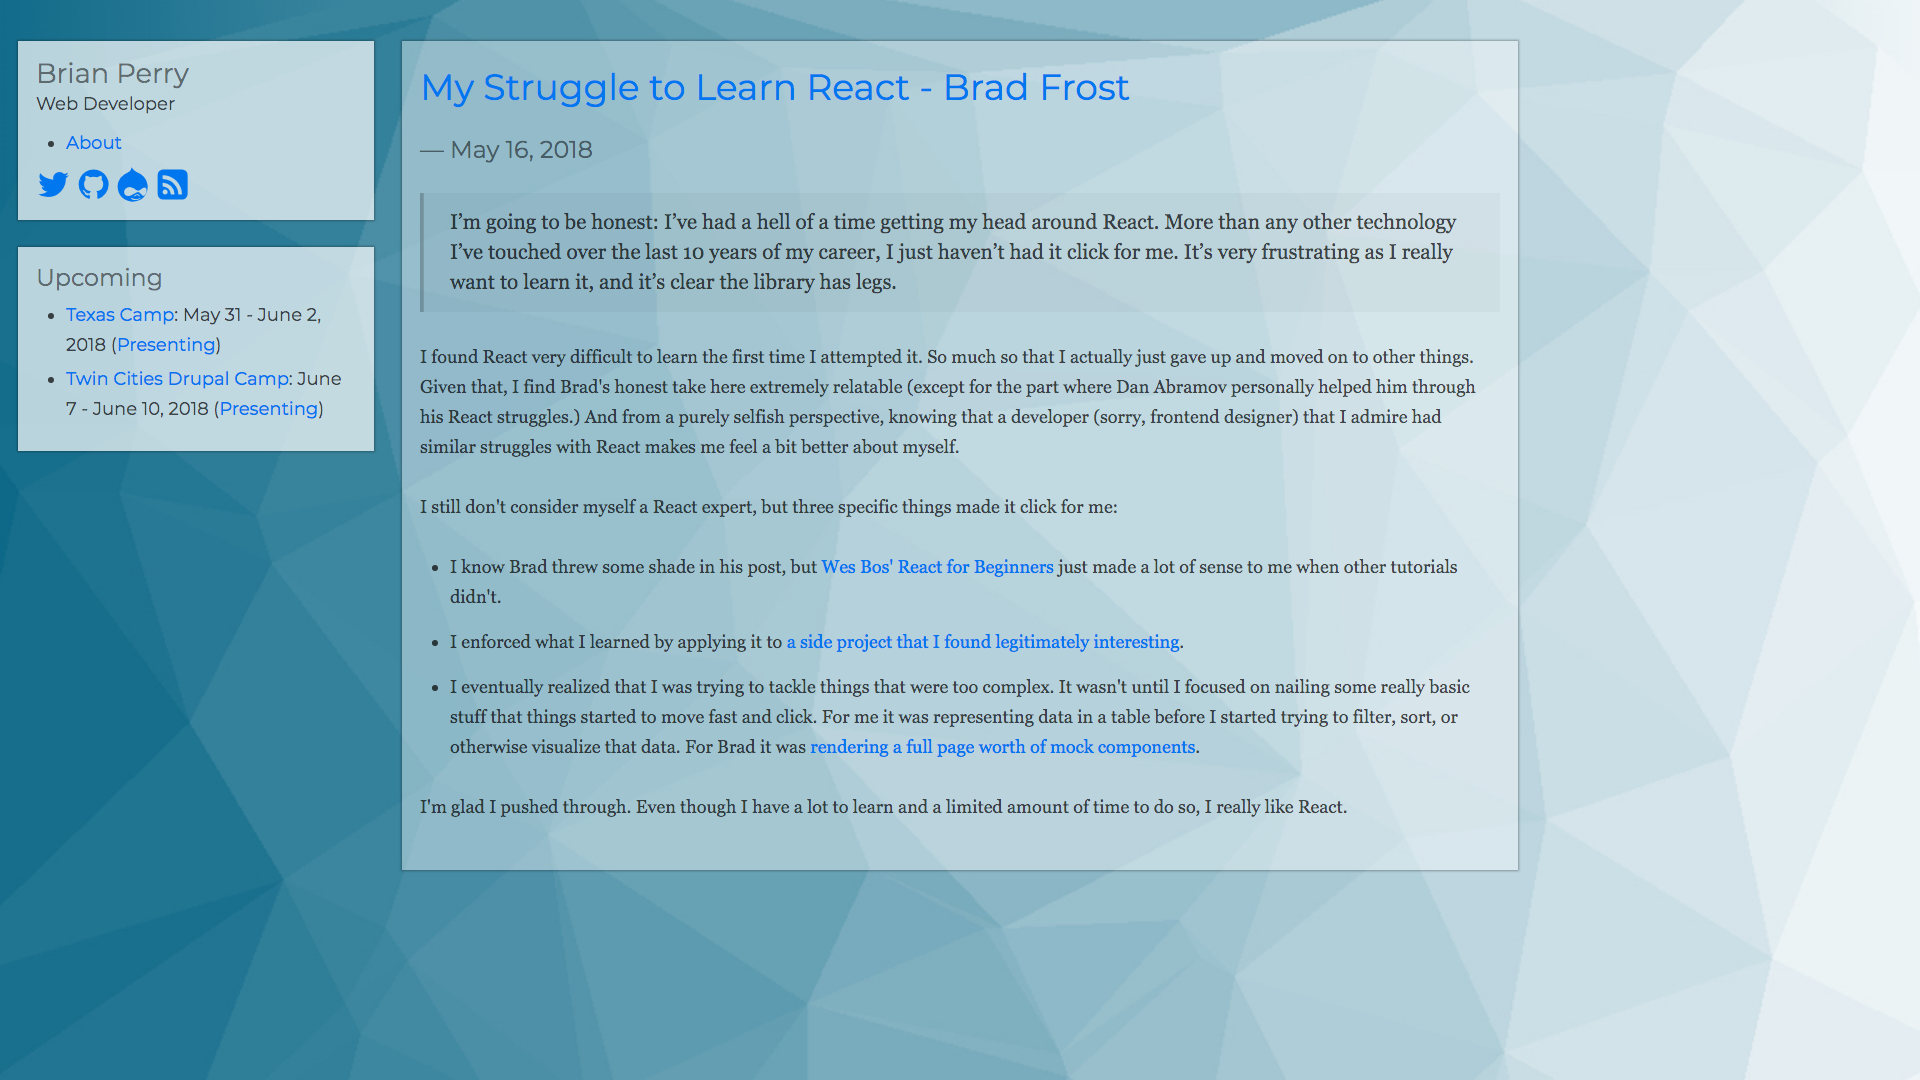 Brian Perry
Web Developer
About
Upcoming
Texas Camp: May 31 - June 2,
2018 (Presenting)
Twin Cities Drupal Camp: June
7 - June 10, 2018 (Presenting)
My Struggle to Learn React - Brad Frost
— May 16, 2018
I’m going to be honest: I’ve had a hell of a time getting my head around React. More than any other technology
I’ve touched over the last 10 years of my career, I just haven’t had it click for me. It’s very frustrating as I really
want to learn it, and it’s clear the library has legs.
I found React very difficult to learn the first time I attempted it. So much so that I actually just gave up and moved on to other things.
Given that, I find Brad's honest take here extremely relatable (except for the part where Dan Abramov personally helped him through
his React struggles.) And from a purely selfish perspective, knowing that a developer (sorry, frontend designer) that I admire had
similar struggles with React makes me feel a bit better about myself.
I still don't consider myself a React expert, but three specific things made it click for me:
I know Brad threw some shade in his post, but Wes Bos' React for Beginners just made a lot of sense to me when other tutorials
didn't.
I enforced what I learned by applying it to a side project that I found legitimately interesting.
I eventually realized that I was trying to tackle things that were too complex. It wasn't until I focused on nailing some really basic
stuff that things started to move fast and click. For me it was representing data in a table before I started trying to filter, sort, or
otherwise visualize that data. For Brad it was rendering a full page worth of mock components.
I'm glad I pushed through. Even though I have a lot to learn and a limited amount of time to do so, I really like React.